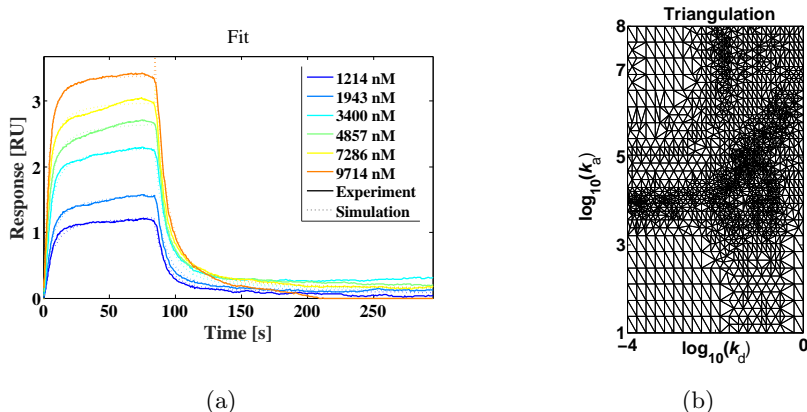 Fit
Response [RU]
3
2
1
0
0
50
100
150
200
250
Time [s]
1214 nM
1943 nM
3400 nM
4857 nM
7286 nM
9714 nM
Experiment
Simulation
(a)
Triangulation
log10(ka)
8
7
5
3
1
−4
0
log10(kd)
(b)